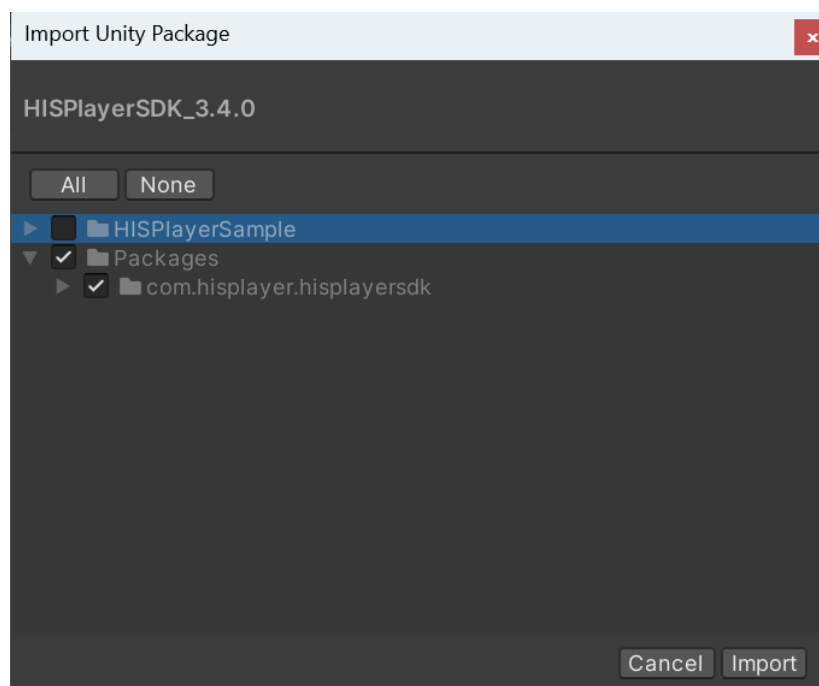 Import Unity Package
x
HISPlayerSDK_3.4.0
All None
HISPlayerSample
Packages
com.hisplayer.hisplayersdk
Cancel Import